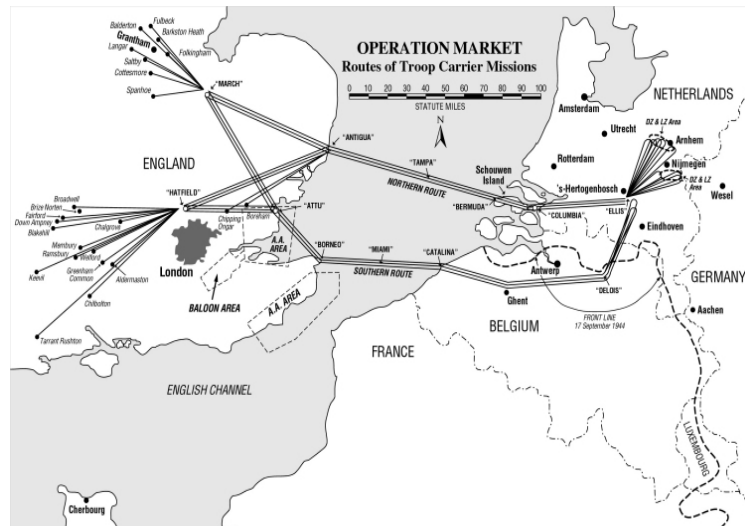 OPERATION MARKET
Routes of Troop Carrier Missions
0 10 20 30 40 50 60 70 80 90 100
STATUTE MILES
N
Fulbeck
Balderton
Barkston Heath
Grantham
Langar
Folkingham
Saltby
Cottesmore
Spanhoe
"MARCH"
"ANTIGUA"
ENGLAND
"HATFIELD"
"TAMPA"
NORTHERN ROUTE
Schouwen
Island
"BERMUDA"
"COLUMBIA"
Amsterdam
NETHERLANDS
Utrecht
DZ & LZ Area
Arnhem
Rotterdam
Nijmegen
DZ & LZ
Area
's-Hertogenbosch
Wesel
"ELLIS"
Eindhoven
Broadwell
Brize Norten
Fairford
Down Ampney
Blakehill
Chalgrove
Chipping
Ongar
Boreham
"ATTU"
A.A.
AREA
Membury
Ramsbury
Welford
Keevil
Greenham
Common
Aldermaston
Chilbolton
Tarrant Rushton
London
BALOON AREA
A.A. AREA
"BORNEO"
"MIAMI"
SOUTHERN ROUTE
"CATALINA"
Antwerp
Ghent
"DELOIS"
GERMANY
Aachen
BELGIUM
FRONT LINE
17 September 1944
FRANCE
ENGLISH CHANNEL
LUXEMBOURG
Cherbourg